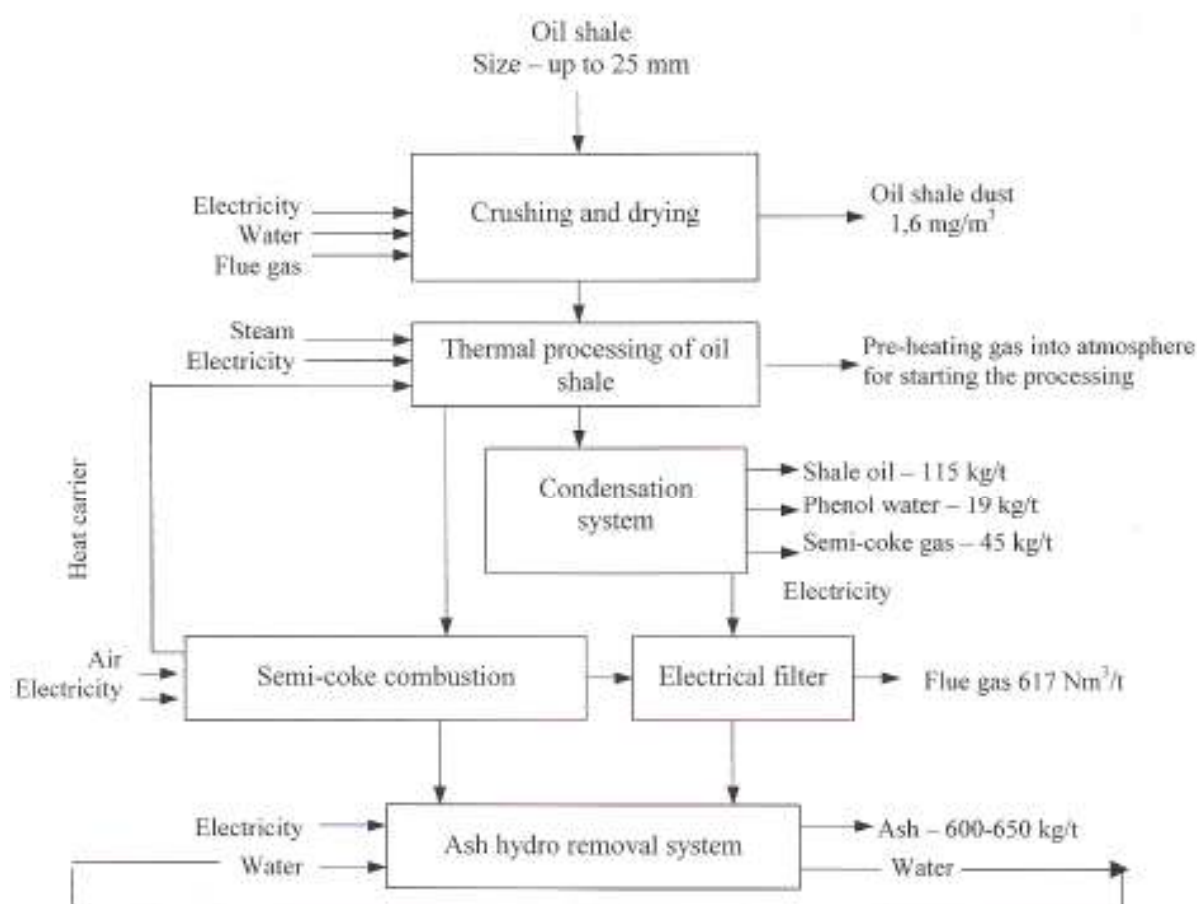 Oil shale
Size – up to 25 mm
Electricity
Water
Flue gas
Crushing and drying
Oil shale dust
1,6 mg/m³
Steam
Electricity
Thermal processing of oil
shale
Pre-heating gas into atmosphere
for starting the processing
Heat carrier
Condensation
system
Shale oil – 115 kg/t
Phenol water – 19 kg/t
Semi-coke gas – 45 kg/t
Electricity
Air
Electricity
Semi-coke combustion
Electrical filter
Flue gas 617 Nm³/t
Electricity
Water
Ash hydro removal system
Ash – 600-650 kg/t
Water